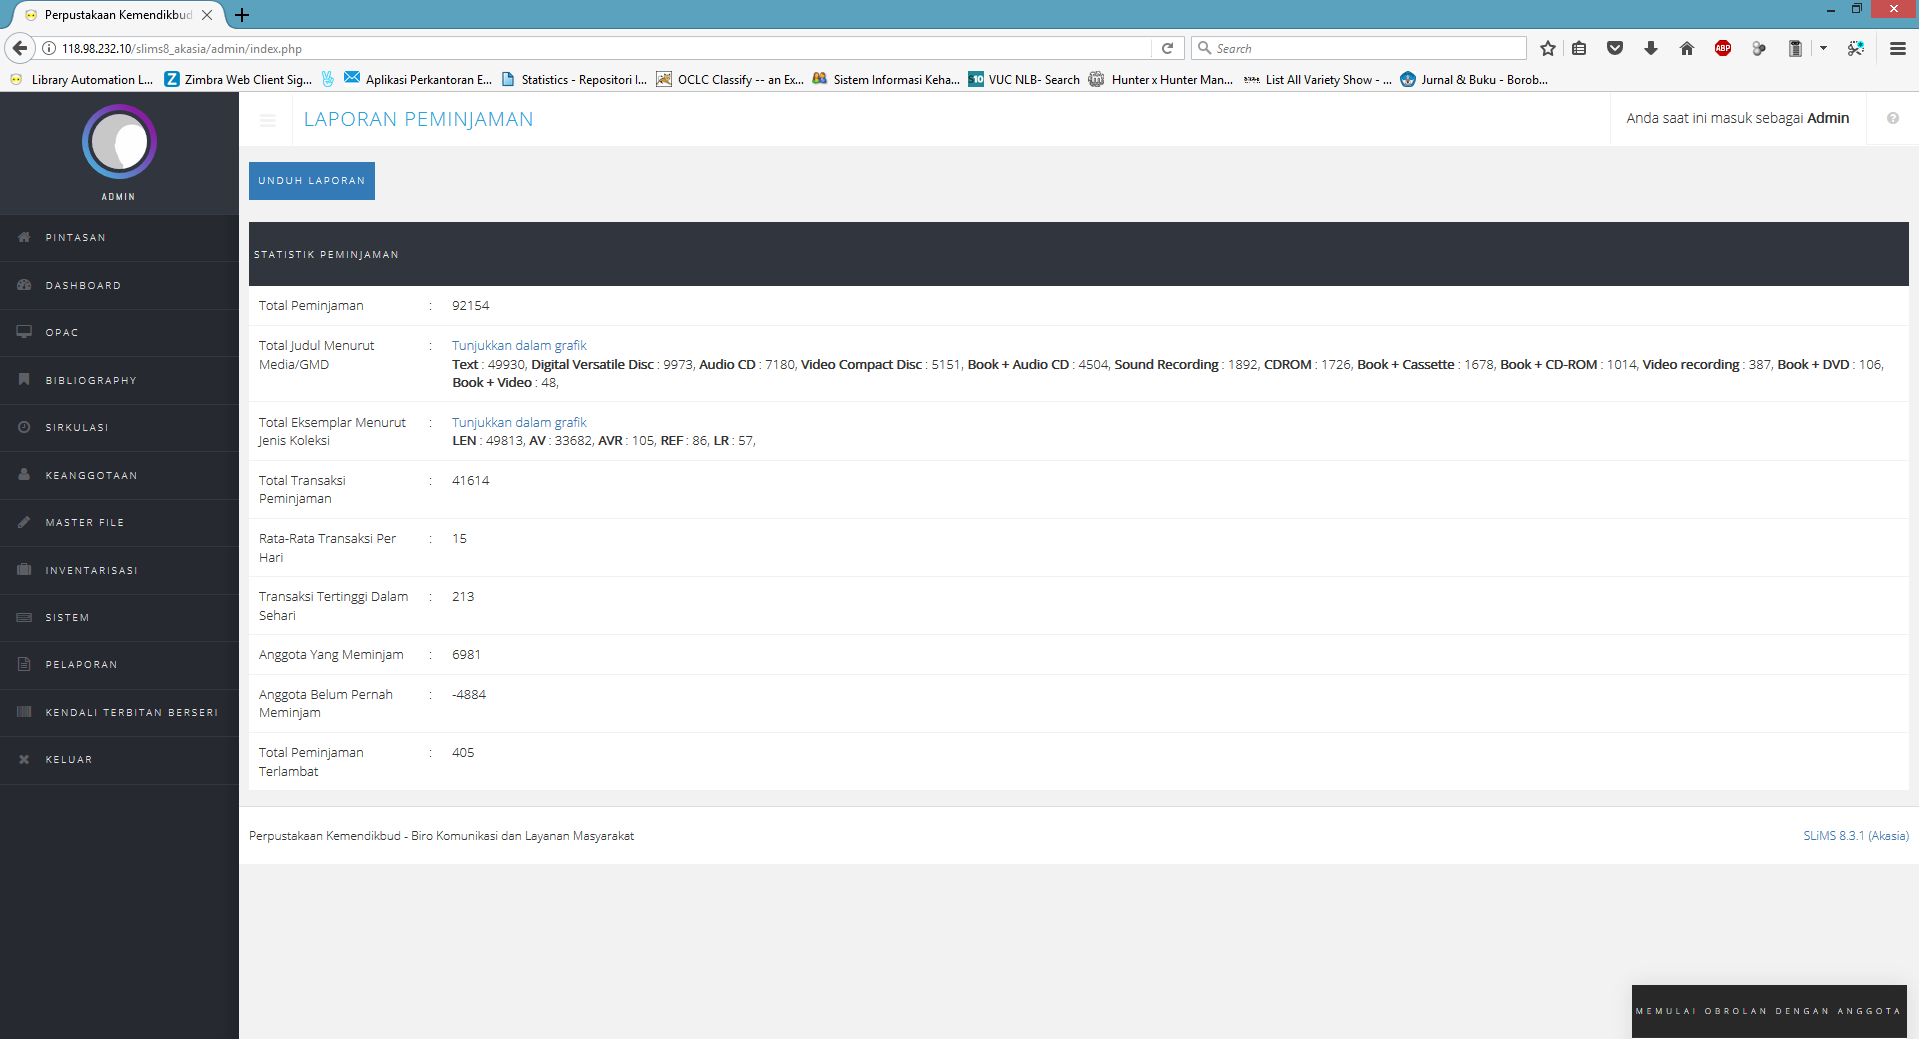 Perpustakaan Kemendikbud
118.98.232.10/slims8_akasia/admin/index.php
Search
ABP
Library Automation L...
Zimbra Web Client Sig...
Aplikasi Perkantoran E...
Statistics - Repositori I...
OCLC Classify -- an Ex...
Sistem Informasi Keha...
VUC NLB- Search
Hunter x Hunter Man...
List All Variety Show - ...
Jurnal & Buku - Borob...
ADMIN
PINTASAN
DASHBOARD
OPAC
BIBLIOGRAPHY
SIRKULASI
KEANGGOTAAN
MASTER FILE
INVENTARISASI
SISTEM
PELAPORAN
KENDALI TERBITAN BERSERI
KELUAR
LAPORAN PEMINJAMAN
Anda saat ini masuk sebagai Admin
UNDUH LAPORAN
STATISTIK PEMINJAMAN
Total Peminjaman : 92154
Total Judul Menurut Media/GMD : Tunjukkan dalam grafik
Text : 49930, Digital Versatile Disc : 9973, Audio CD : 7180, Video Compact Disc : 5151, Book + Audio CD : 4504, Sound Recording : 1892, CDROM : 1726, Book + Cassette : 1678, Book + CD-ROM : 1014, Video recording : 387, Book + DVD : 106,
Book + Video : 48,
Total Eksemplar Menurut Jenis Koleksi : Tunjukkan dalam grafik
LEN : 49813, AV : 33682, AVR : 105, REF : 86, LR : 57,
Total Transaksi Peminjaman : 41614
Rata-Rata Transaksi Per Hari : 15
Transaksi Tertinggi Dalam Sehari : 213
Anggota Yang Meminjam : 6981
Anggota Belum Pernah Meminjam : -4884
Total Peminjaman Terlambat : 405
Perpustakaan Kemendikbud - Biro Komunikasi dan Layanan Masyarakat
SLiMS 8.3.1 (Akasia)
MEMULAI OBROLAN DENGAN ANGGOTA